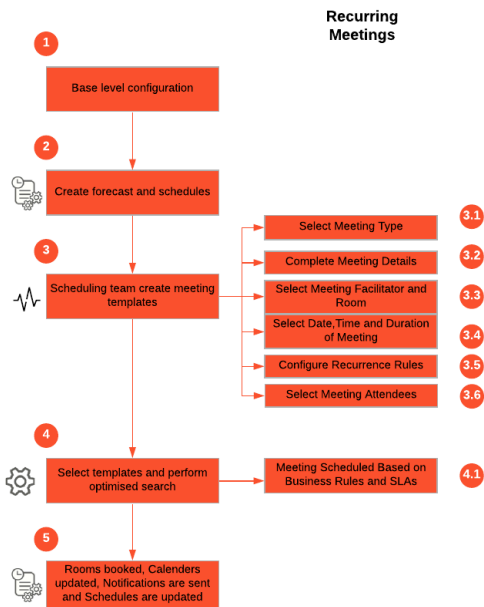 Recurring
Meetings
1
Base level configuration
2
Create forecast and schedules
3
Scheduling team create meeting
templates
3.1
Select Meeting Type
3.2
Complete Meeting Details
3.3
Select Meeting Facilitator and
Room
3.4
Select Date,Time and Duration
of Meeting
3.5
Configure Recurrence Rules
3.6
Select Meeting Attendees
4
Select templates and perform
optimised search
4.1
Meeting Scheduled Based on
Business Rules and SLAs
5
Rooms booked, Calenders
updated, Notifications are sent
and Schedules are updated